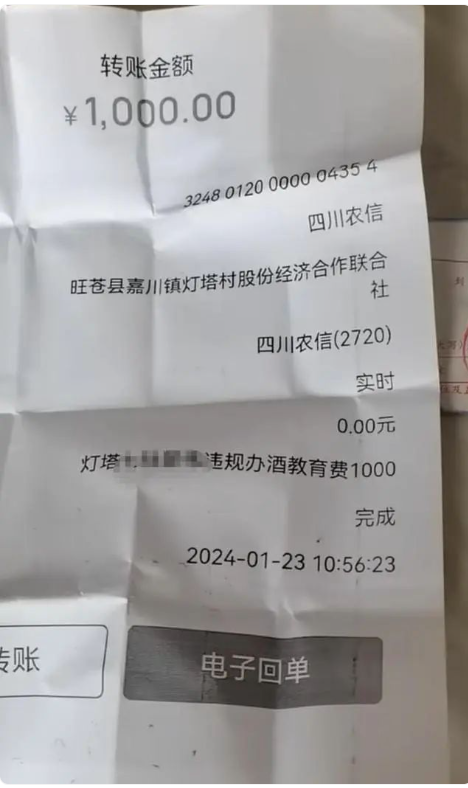 转账金额
¥1,000.00
3248 0120 0000 0435 4
四川农信
旺苍县嘉川镇灯塔村股份经济合作联合
社
四川农信(2720)
实时
0.00元
灯塔 违规办酒教育费1000
完成
2024-01-23 10:56:23
转账
电子回单